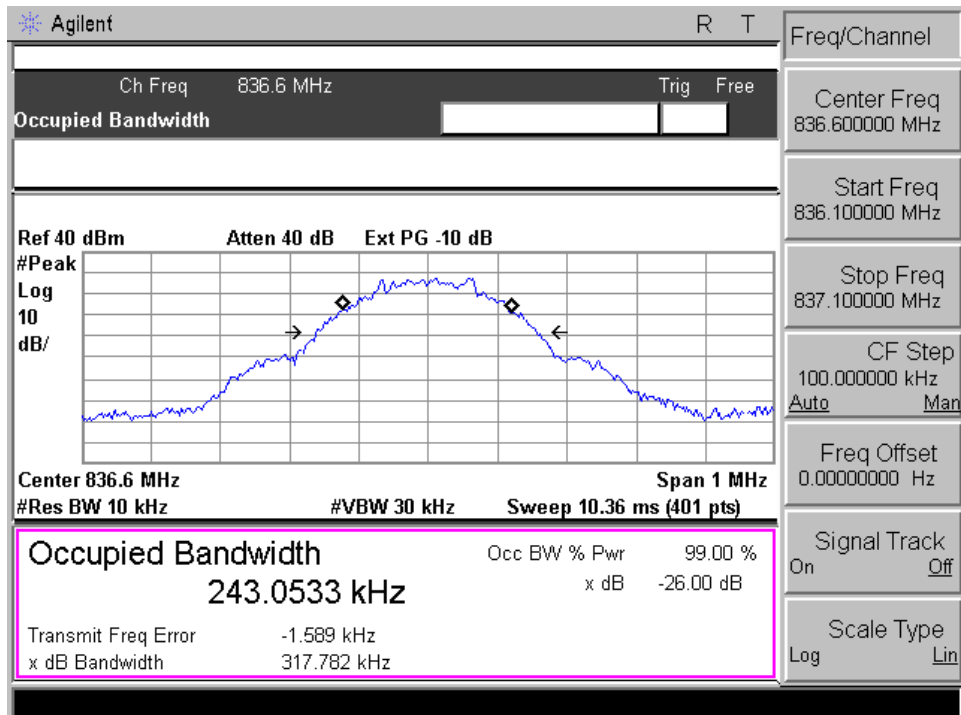 Agilent R T
Ch Freq 836.6 MHz Trig Free
Occupied Bandwidth
Ref 40 dBm Atten 40 dB Ext PG -10 dB
#Peak
Log
10
dB/
Center 836.6 MHz Span 1 MHz
#Res BW 10 kHz #VBW 30 kHz Sweep 10.36 ms (401 pts)
Occupied Bandwidth Occ BW % Pwr 99.00 %
243.0533 kHz x dB -26.00 dB
Transmit Freq Error -1.589 kHz
x dB Bandwidth 317.782 kHz
Freq/Channel
Center Freq
836.600000 MHz
Start Freq
836.100000 MHz
Stop Freq
837.100000 MHz
CF Step
100.000000 kHz
Auto Man
Freq Offset
0.00000000 Hz
Signal Track
On Off
Scale Type
Log Lin